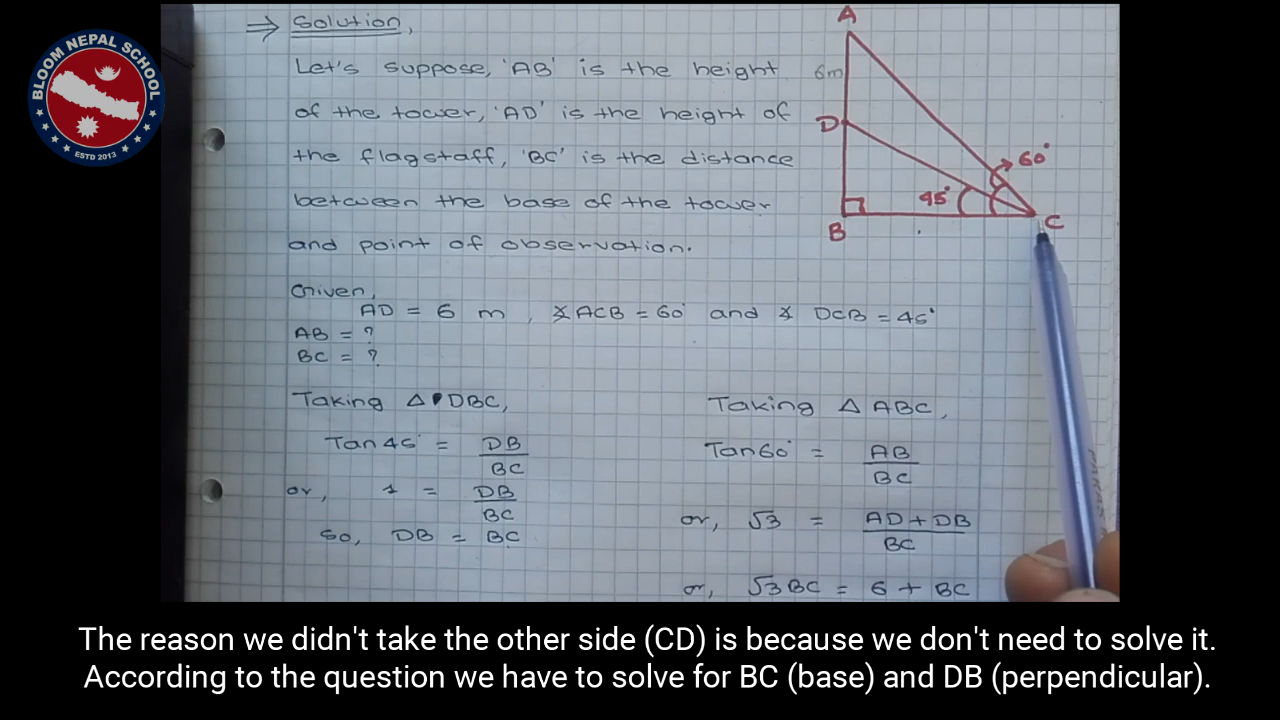 BLOOM NEPAL SCHOOL
ESTD 2013
⇒ Solution,
Let's suppose, 'AB' is the height
of the tower, 'AD' is the height of
the flagstaff, 'BC' is the distance
between the base of the tower
and point of observation.
A
6m
D
60°
45°
B
C
Given,
AD = 6 m , ∡ ACB = 60° and ∡ DCB = 45°
AB = ?
BC = ?
Taking Δ DBC,
Tan 45° = DB / BC
or, 1 = DB / BC
so, DB = BC
Taking Δ ABC,
Tan 60° = AB / BC
or, √3 = AD + DB / BC
or, √3 BC = 6 + BC
The reason we didn't take the other side (CD) is because we don't need to solve it.
According to the question we have to solve for BC (base) and DB (perpendicular).